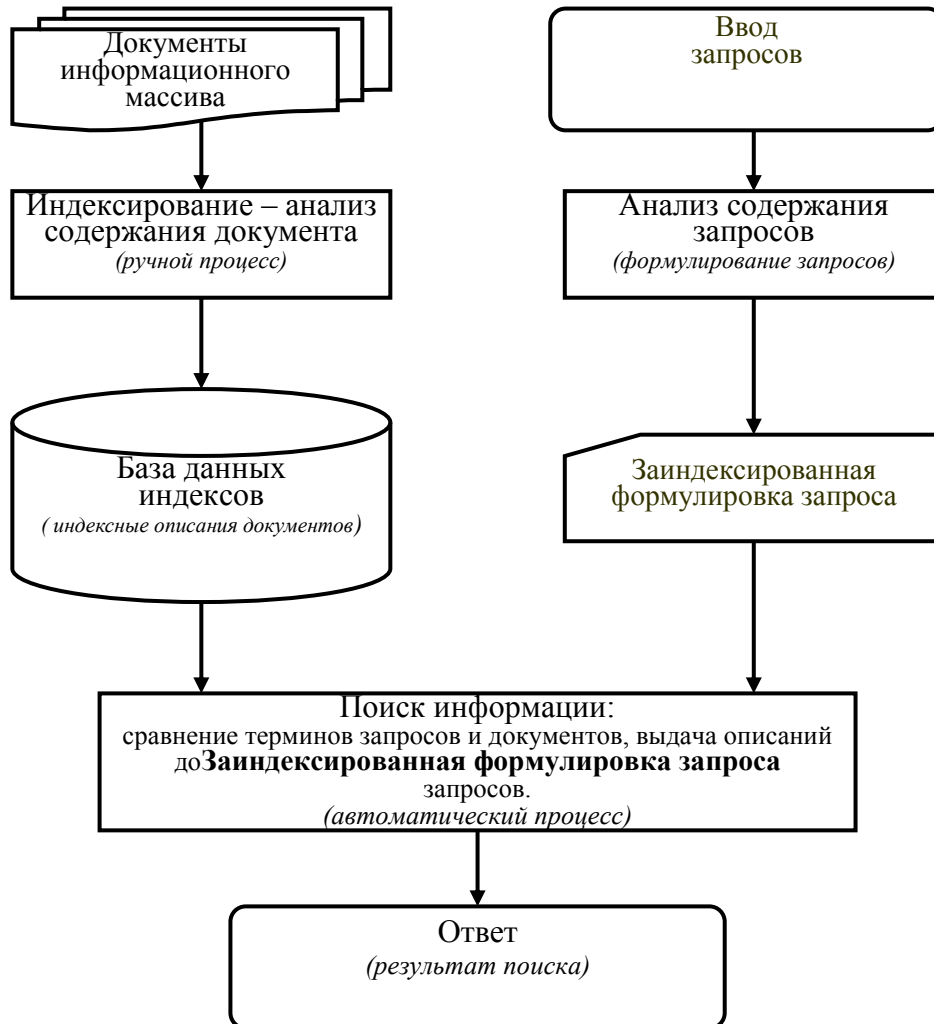 Документы
информационного
массива
Ввод
запросов
Индексирование – анализ
содержания документа
(ручной процесс)
Анализ содержания
запросов
(формулирование запросов)
База данных
индексов
( индексные описания документов)
Заиндексированная
формулировка запроса
Поиск информации:
сравнение терминов запросов и документов, выдача описаний
доЗаиндексированная формулировка запроса
запросов.
(автоматический процесс)
Ответ
(результат поиска)